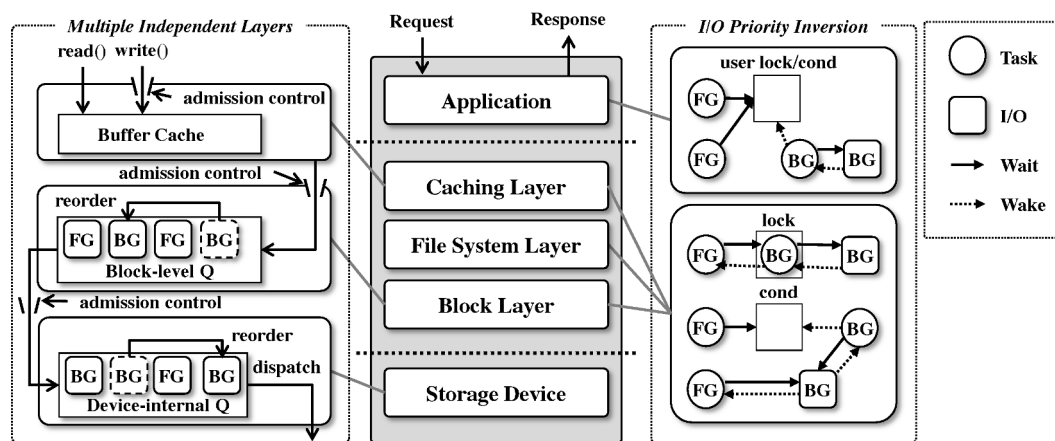 Multiple Independent Layers
read()
write()
admission control
Buffer Cache
admission control
reorder
FG
BG
FG
BG
Block-level Q
admission control
reorder
BG
BG
FG
BG
dispatch
Device-internal Q
Request
Response
Application
Caching Layer
File System Layer
Block Layer
Storage Device
I/O Priority Inversion
user lock/cond
FG
FG
BG
BG
lock
FG
BG
BG
cond
FG
BG
FG
BG
Task
I/O
Wait
Wake